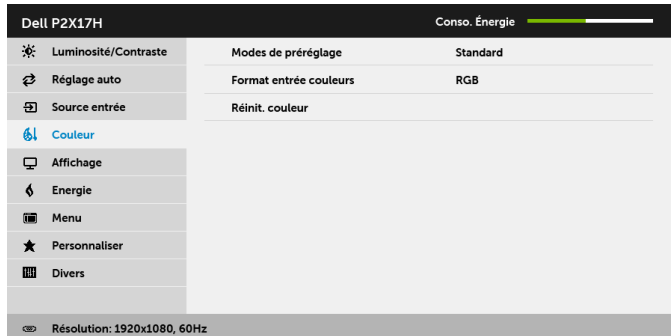 Dell P2X17H Conso. Énergie
Luminosité/Contraste Modes de préréglage Standard
Réglage auto Format entrée couleurs RGB
Source entrée Réinit. couleur
Couleur
Affichage
Energie
Menu
Personnaliser
Divers
Résolution: 1920x1080, 60Hz